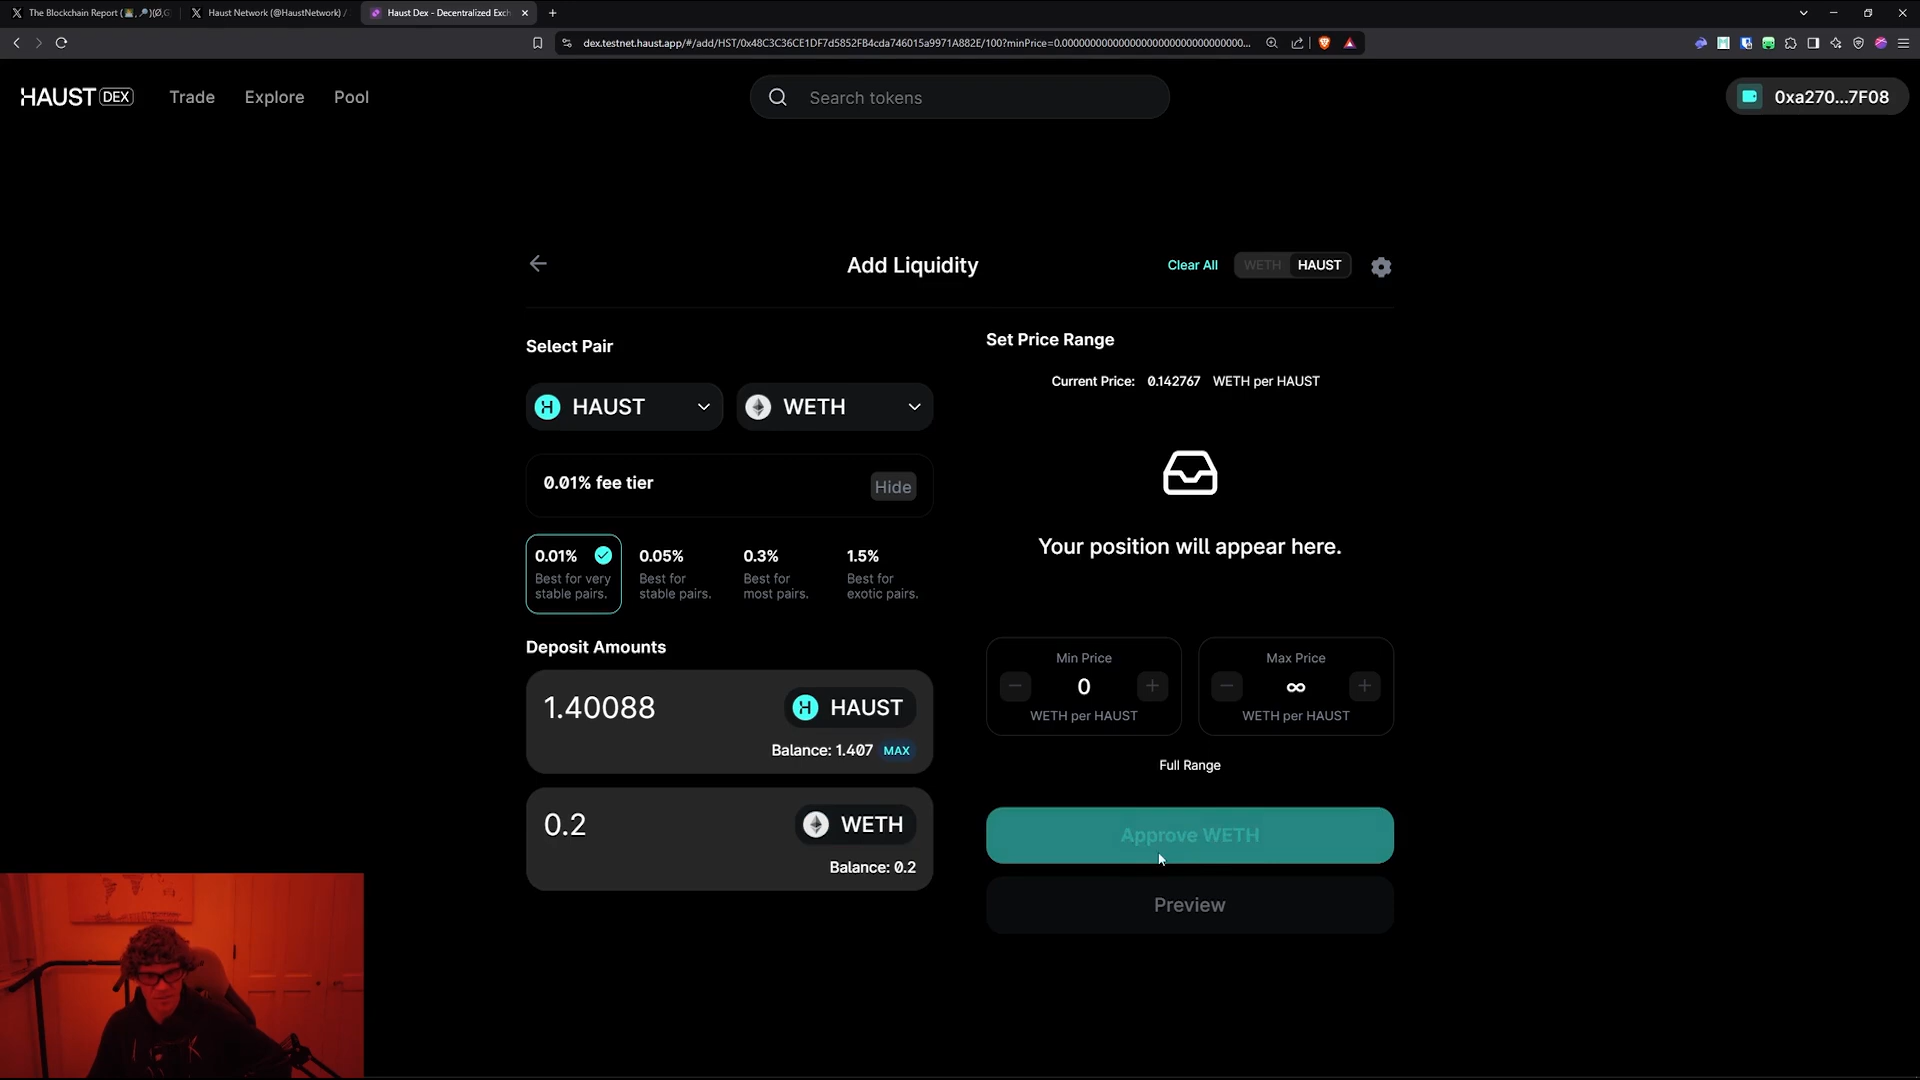 The Blockchain Report
Haust Network (@HaustNetwork) /
Haust Dex - Decentralized Exch
dex.testnet.haust.app/#/add/HST/0x48C3C36CE1DF7d5852FB4cda746015a9971A882E/100?minPrice=0.000000000000000000000000000...
HAUST DEX
Trade
Explore
Pool
Search tokens
0xa270...7F08
Add Liquidity
Clear All
WETH
HAUST
Select Pair
HAUST
WETH
0.01% fee tier
Hide
0.01%
Best for very
stable pairs.
0.05%
Best for
stable pairs.
0.3%
Best for
most pairs.
1.5%
Best for
exotic pairs.
Deposit Amounts
1.40088
HAUST
Balance: 1.407 MAX
0.2
WETH
Balance: 0.2
Set Price Range
Current Price: 0.142767 WETH per HAUST
Your position will appear here.
Min Price
0
WETH per HAUST
Max Price
∞
WETH per HAUST
Full Range
Approve WETH
Preview